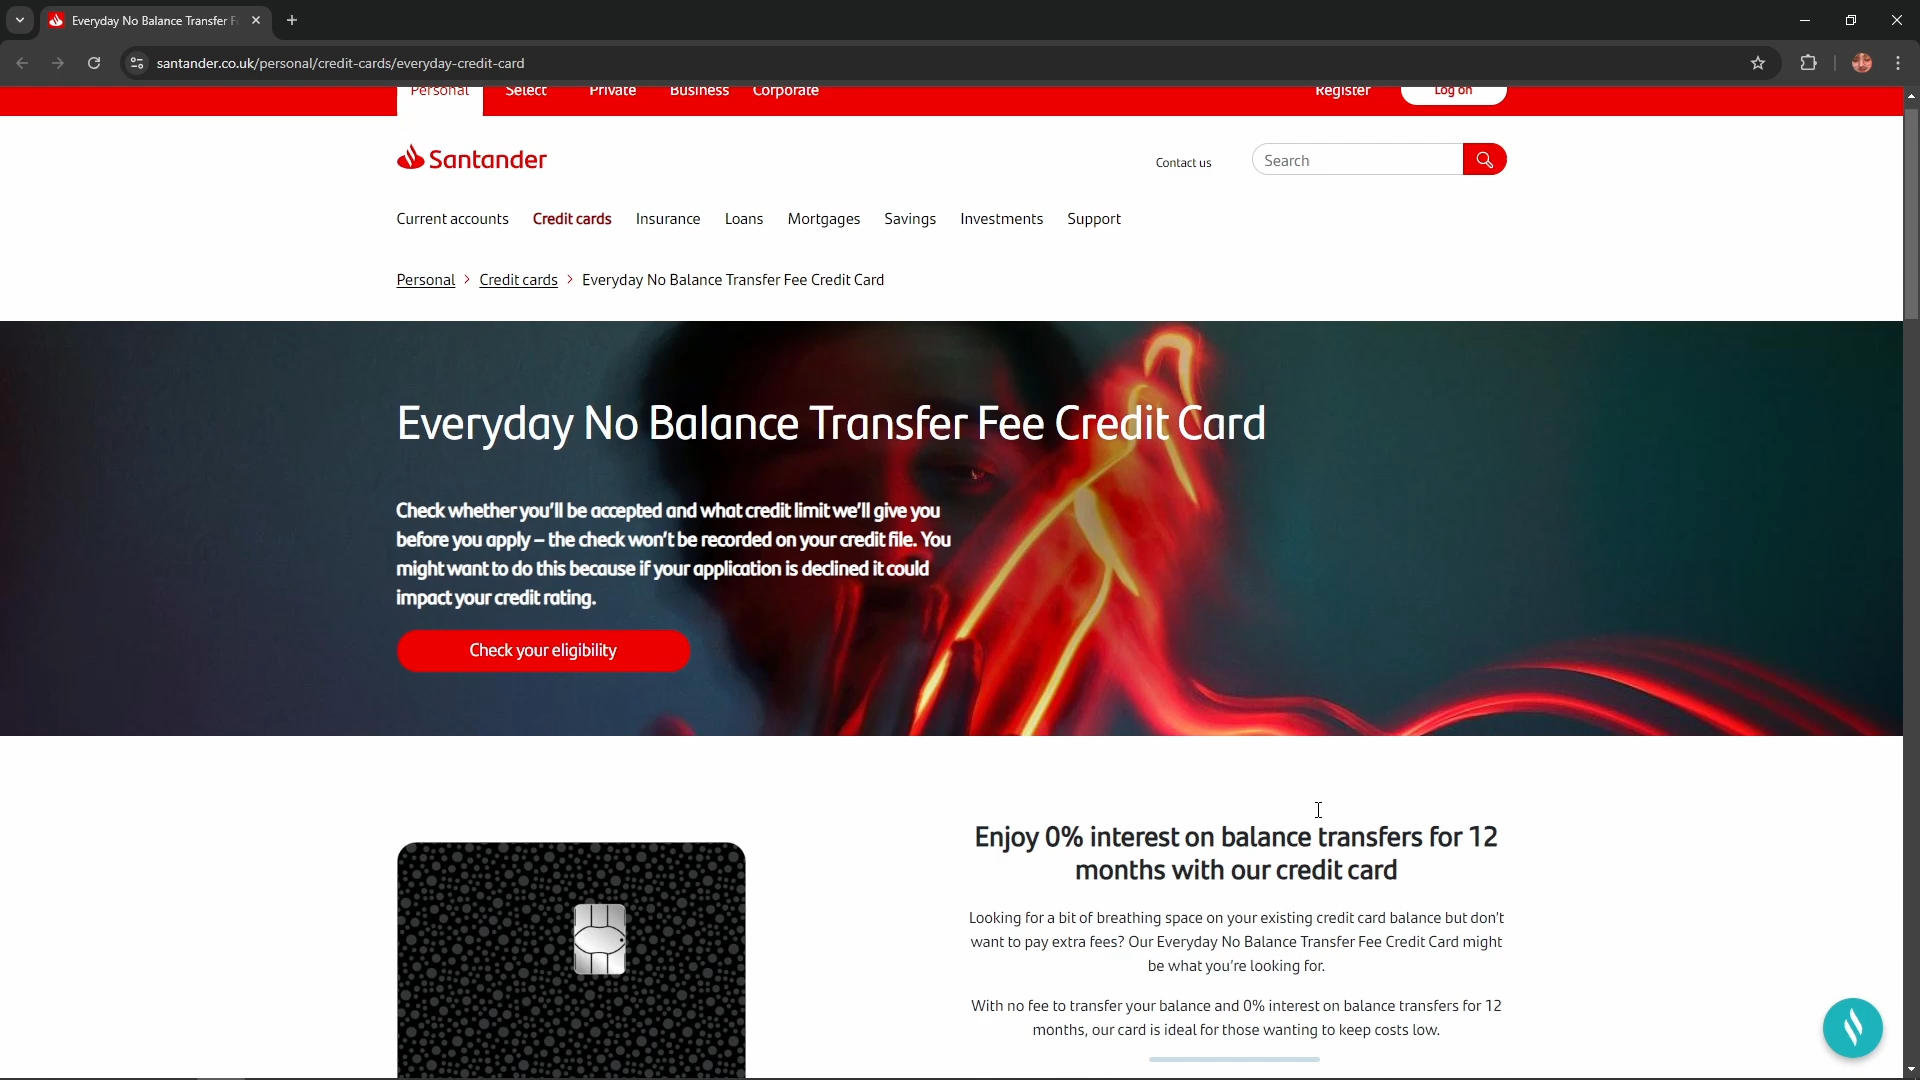 Everyday No Balance Transfer F
santander.co.uk/personal/credit-cards/everyday-credit-card
Personal Select Private Business Corporate Register Log on
Santander
Contact us
Search
Current accounts Credit cards Insurance Loans Mortgages Savings Investments Support
Personal > Credit cards > Everyday No Balance Transfer Fee Credit Card
Everyday No Balance Transfer Fee Credit Card
Check whether you'll be accepted and what credit limit we'll give you
before you apply – the check won't be recorded on your credit file. You
might want to do this because if your application is declined it could
impact your credit rating.
Check your eligibility
Enjoy 0% interest on balance transfers for 12
months with our credit card
Looking for a bit of breathing space on your existing credit card balance but don't
want to pay extra fees? Our Everyday No Balance Transfer Fee Credit Card might
be what you're looking for.
With no fee to transfer your balance and 0% interest on balance transfers for 12
months, our card is ideal for those wanting to keep costs low.